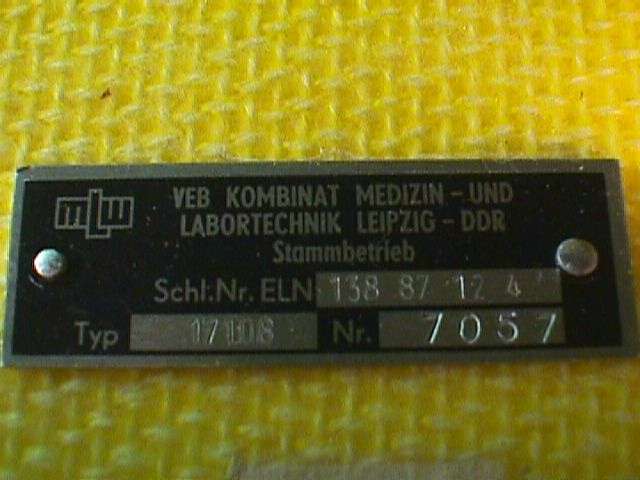 mlw
VEB KOMBINAT MEDIZIN-UND
LABORTECHNIK LEIPZIG-DDR
Stammbetrieb
Schl.Nr. ELN 138 87 12 4
Typ 17108 Nr. 7057